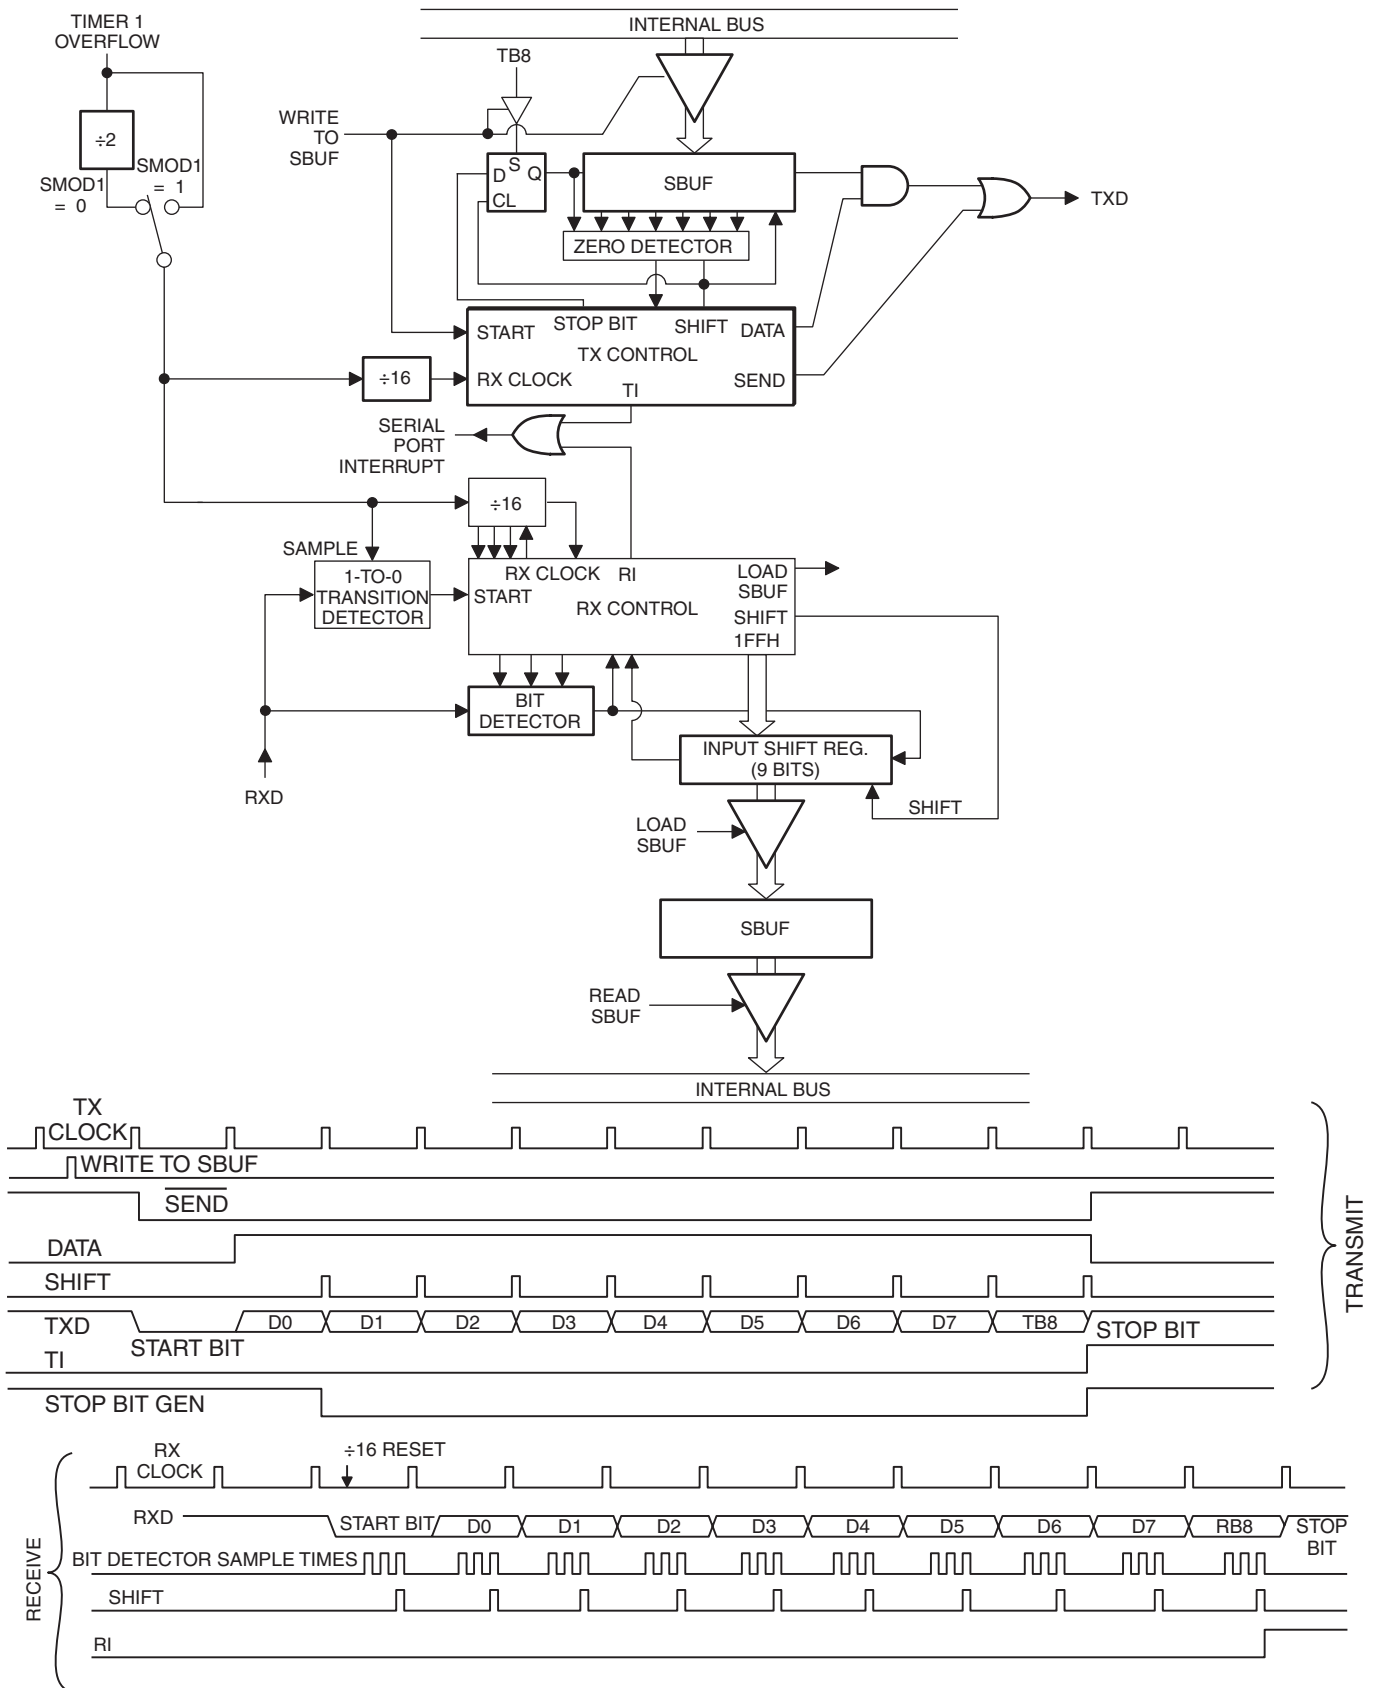 TIMER 1
OVERFLOW
INTERNAL BUS
TB8
WRITE
TO
SBUF
÷2
SMOD1
= 1
SMOD1
= 0
D
S
Q
CL
SBUF
TXD
ZERO DETECTOR
START
STOP BIT
SHIFT
DATA
TX CONTROL
÷16
RX CLOCK
TI
SEND
SERIAL
PORT
INTERRUPT
÷16
SAMPLE
1-TO-0
TRANSITION
DETECTOR
RX CLOCK
RI
START
RX CONTROL
LOAD
SBUF
SHIFT
1FFH
BIT
DETECTOR
INPUT SHIFT REG.
(9 BITS)
RXD
SHIFT
LOAD
SBUF
SBUF
READ
SBUF
INTERNAL BUS
TX
CLOCK
WRITE TO SBUF
SEND
DATA
SHIFT
TXD
START BIT
D0
D1
D2
D3
D4
D5
D6
D7
TB8
STOP BIT
TI
STOP BIT GEN
TRANSMIT
RX
CLOCK
÷16 RESET
RXD
START BIT
D0
D1
D2
D3
D4
D5
D6
D7
RB8
STOP
BIT
BIT DETECTOR SAMPLE TIMES
SHIFT
RI
RECEIVE